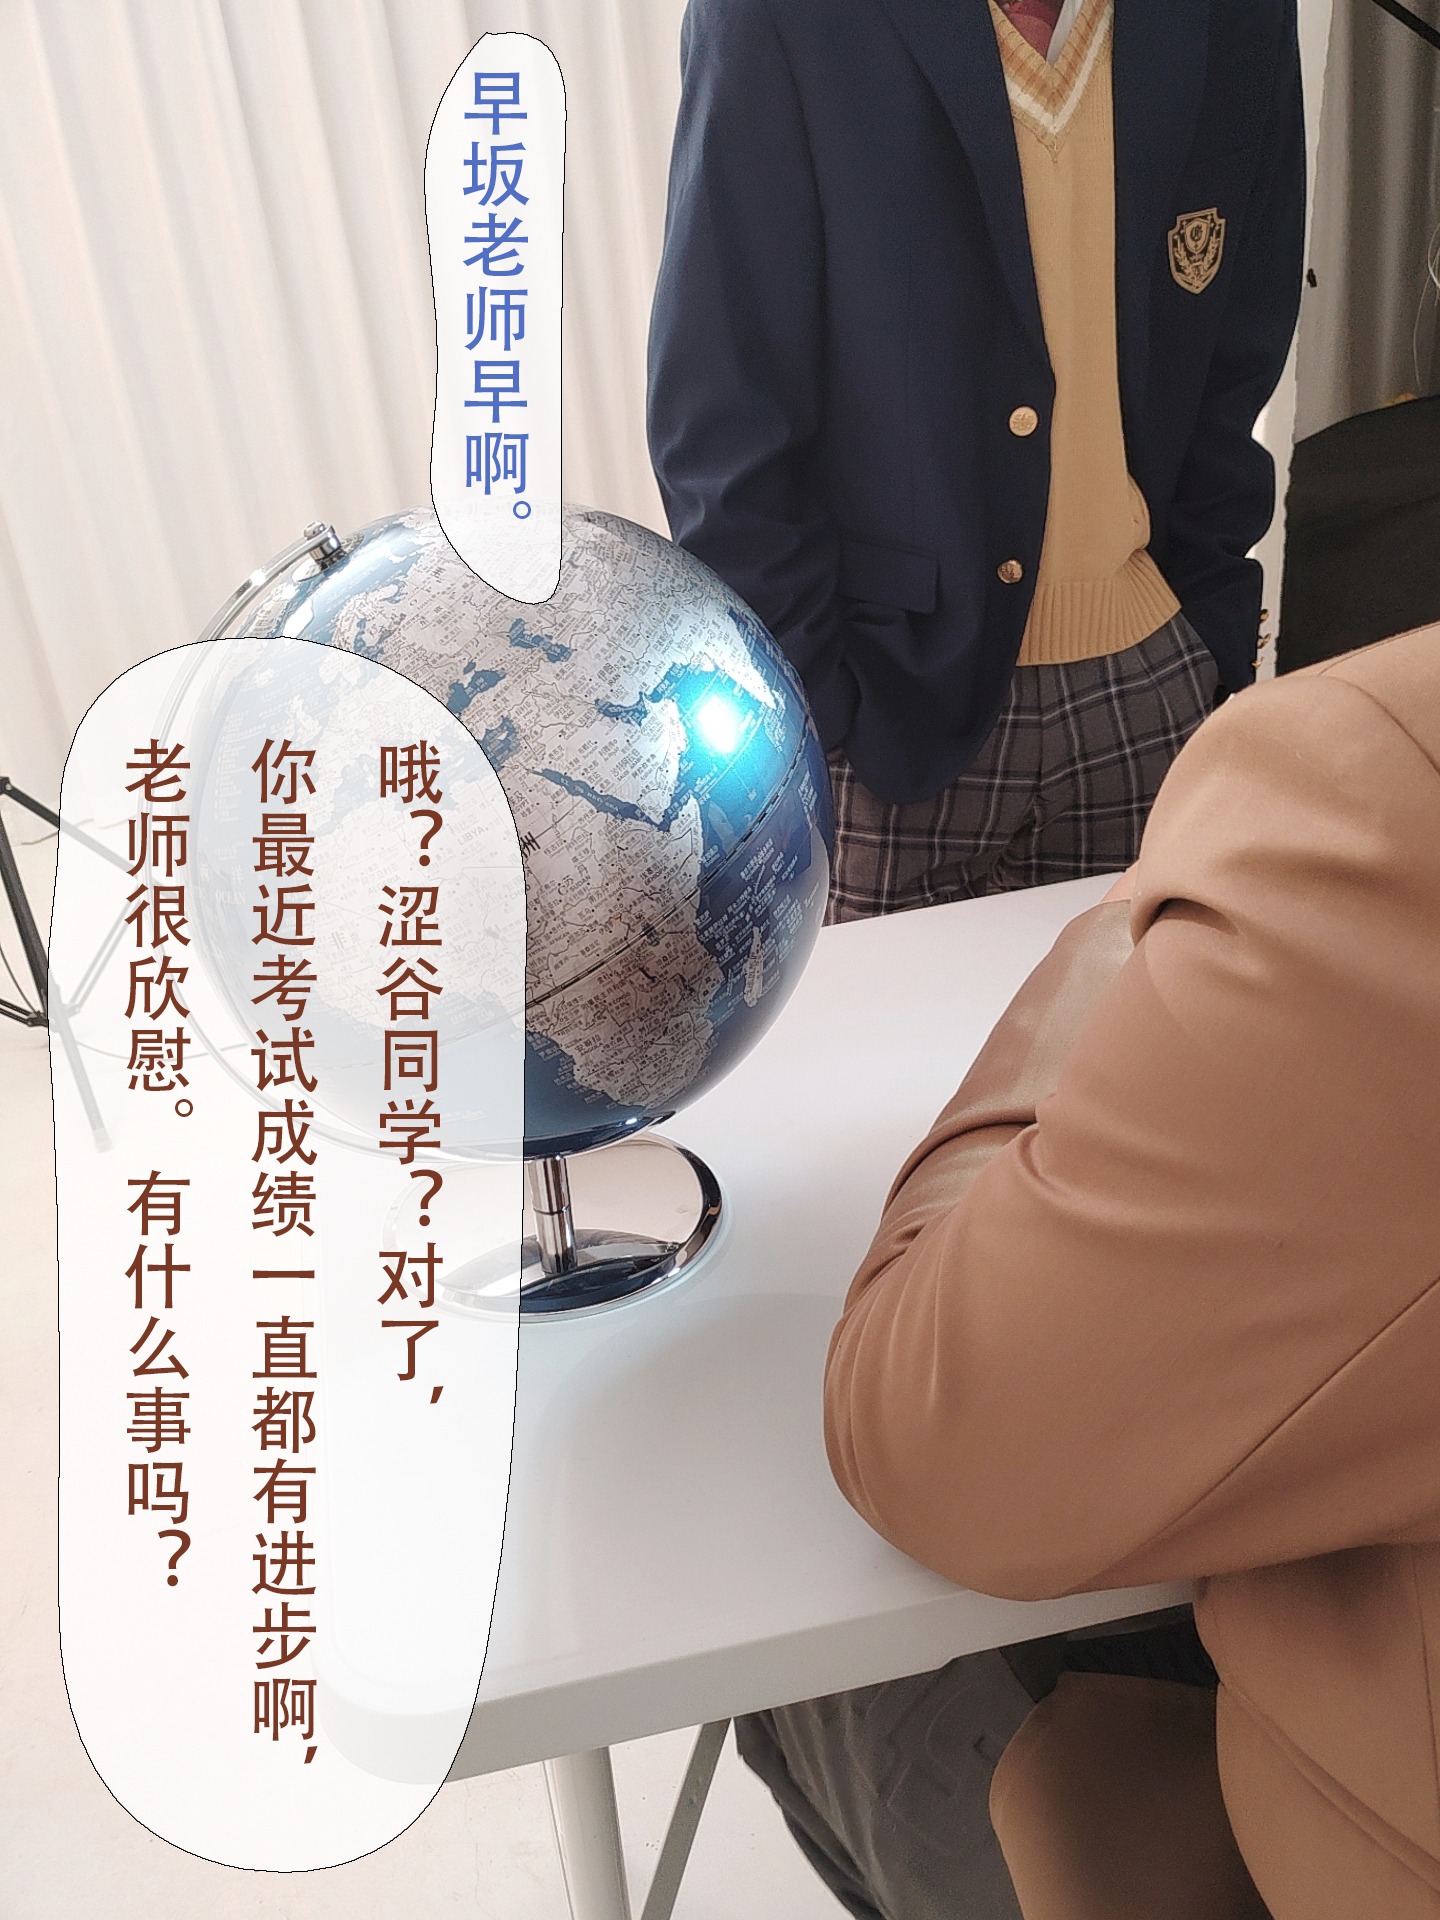 早坂老师早啊。
哦？涩谷同学？对了，
你最近考试成绩一直都有进步啊，
老师很欣慰。有什么事吗？